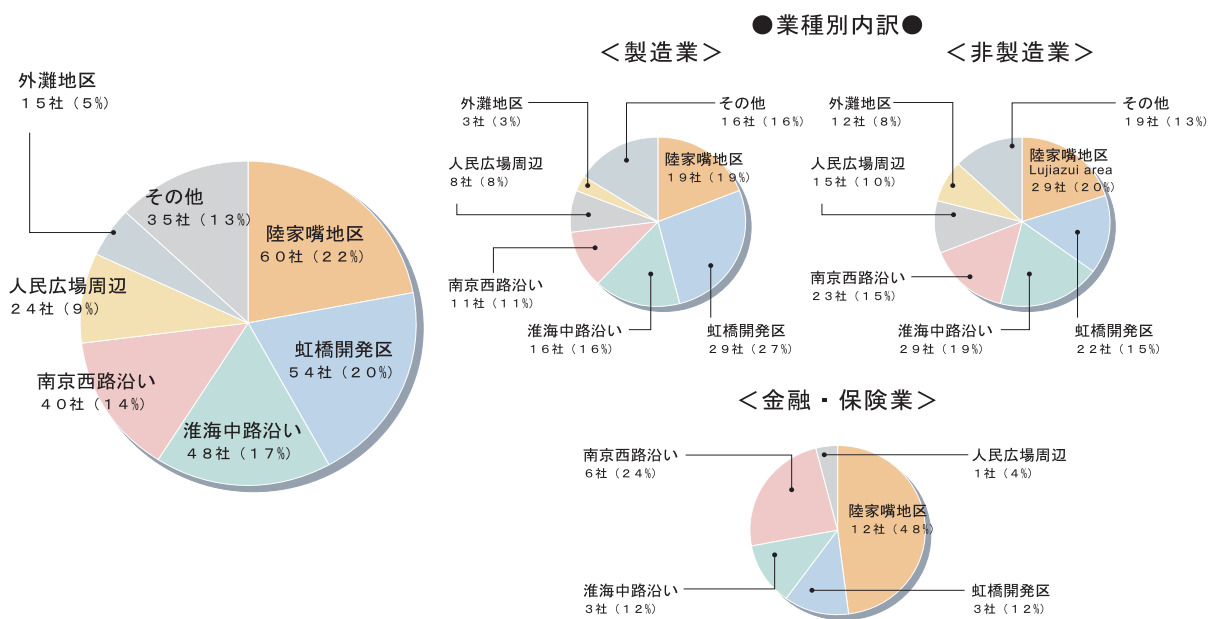 外灘地区
15社（5%）
その他
35社（13%）
陸家嘴地区
60社（22%）
人民広場周辺
24社（9%）
虹橋開発区
54社（20%）
南京西路沿い
40社（14%）
淮海中路沿い
48社（17%）
●業種別内訳●
＜製造業＞
外灘地区
3社（3%）
その他
16社（16%）
人民広場周辺
8社（8%）
陸家嘴地区
19社（19%）
南京西路沿い
11社（11%）
淮海中路沿い
16社（16%）
虹橋開発区
29社（27%）
＜非製造業＞
外灘地区
12社（8%）
その他
19社（13%）
人民広場周辺
15社（10%）
陸家嘴地区
Lujiazui area
29社（20%）
南京西路沿い
23社（15%）
淮海中路沿い
29社（19%）
虹橋開発区
22社（15%）
＜金融・保険業＞
南京西路沿い
6社（24%）
人民広場周辺
1社（4%）
陸家嘴地区
12社（48%）
淮海中路沿い
3社（12%）
虹橋開発区
3社（12%）